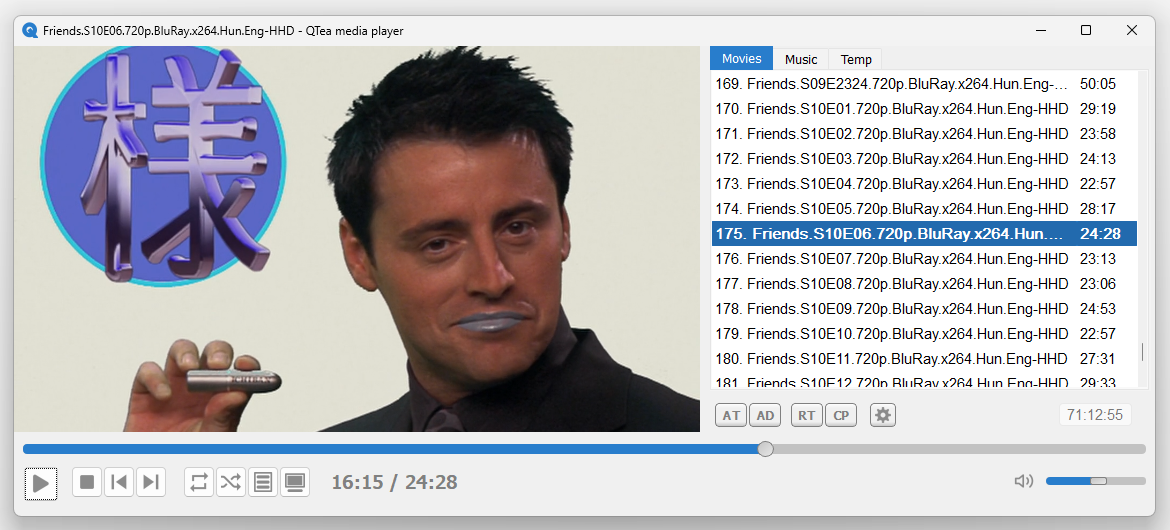 Friends.S10E06.720p.BluRay.x264.Hun.Eng-HHD - QTea media player
様
ICHIBAN
Movies Music Temp
169. Friends.S09E2324.720p.BluRay.x264.Hun.Eng-... 50:05
170. Friends.S10E01.720p.BluRay.x264.Hun.Eng-HHD 29:19
171. Friends.S10E02.720p.BluRay.x264.Hun.Eng-HHD 23:58
172. Friends.S10E03.720p.BluRay.x264.Hun.Eng-HHD 24:13
173. Friends.S10E04.720p.BluRay.x264.Hun.Eng-HHD 22:57
174. Friends.S10E05.720p.BluRay.x264.Hun.Eng-HHD 28:17
175. Friends.S10E06.720p.BluRay.x264.Hun.... 24:28
176. Friends.S10E07.720p.BluRay.x264.Hun.Eng-HHD 23:13
177. Friends.S10E08.720p.BluRay.x264.Hun.Eng-HHD 23:06
178. Friends.S10E09.720p.BluRay.x264.Hun.Eng-HHD 24:53
179. Friends.S10E10.720p.BluRay.x264.Hun.Eng-HHD 22:57
180. Friends.S10E11.720p.BluRay.x264.Hun.Eng-HHD 27:31
181. Friends.S10E12.720p.BluRay.x264.Hun.Eng-HHD 29:33
AT AD RT CP 71:12:55
16:15 / 24:28